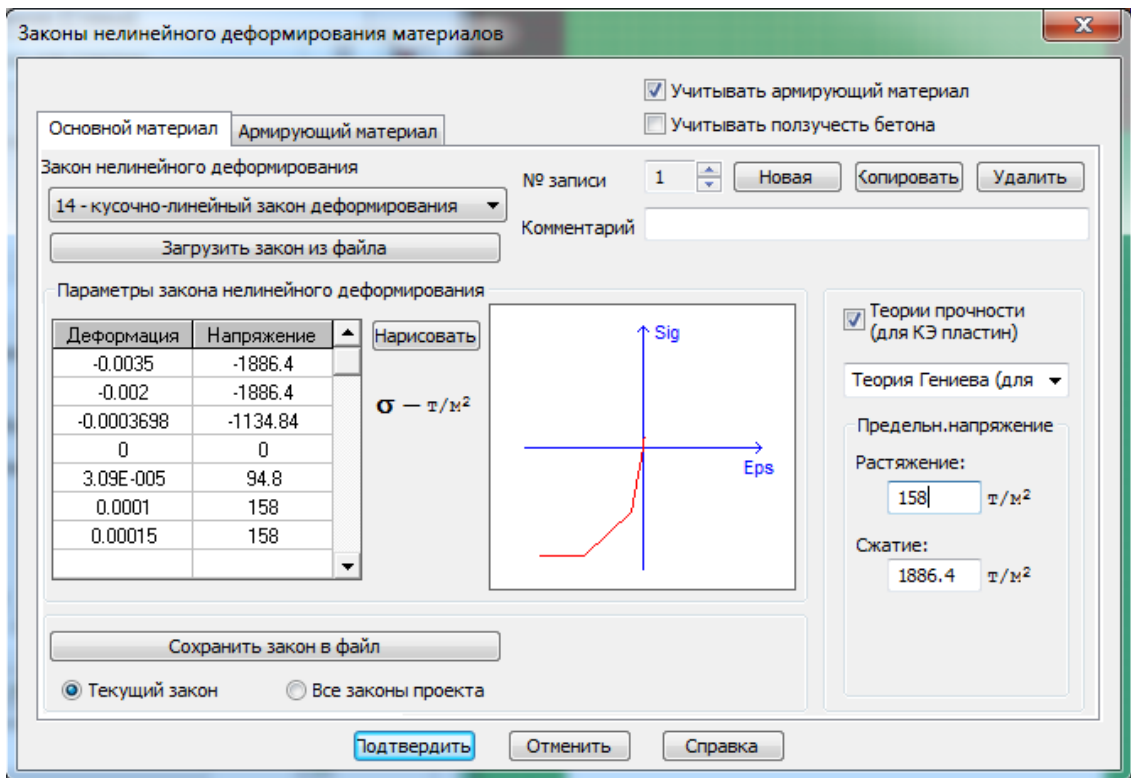 Законы нелинейного деформирования материалов
Учитывать армирующий материал
Учитывать ползучесть бетона
Основной материал
Армирующий материал
Закон нелинейного деформирования
14 - кусочно-линейный закон деформирования
Загрузить закон из файла
№ записи
1
Новая
Копировать
Удалить
Комментарий
Параметры закона нелинейного деформирования
Деформация Напряжение
-0.0035 -1886.4
-0.002 -1886.4
-0.0003698 -1134.84
0 0
3.09E-005 94.8
0.0001 158
0.00015 158
Нарисовать
σ — т/м²
Sig
Eps
Теории прочности
(для КЭ пластин)
Теория Гениева (для
Предельн.напряжение
Растяжение:
158 т/м²
Сжатие:
1886.4 т/м²
Сохранить закон в файл
Текущий закон
Все законы проекта
Подтвердить
Отменить
Справка